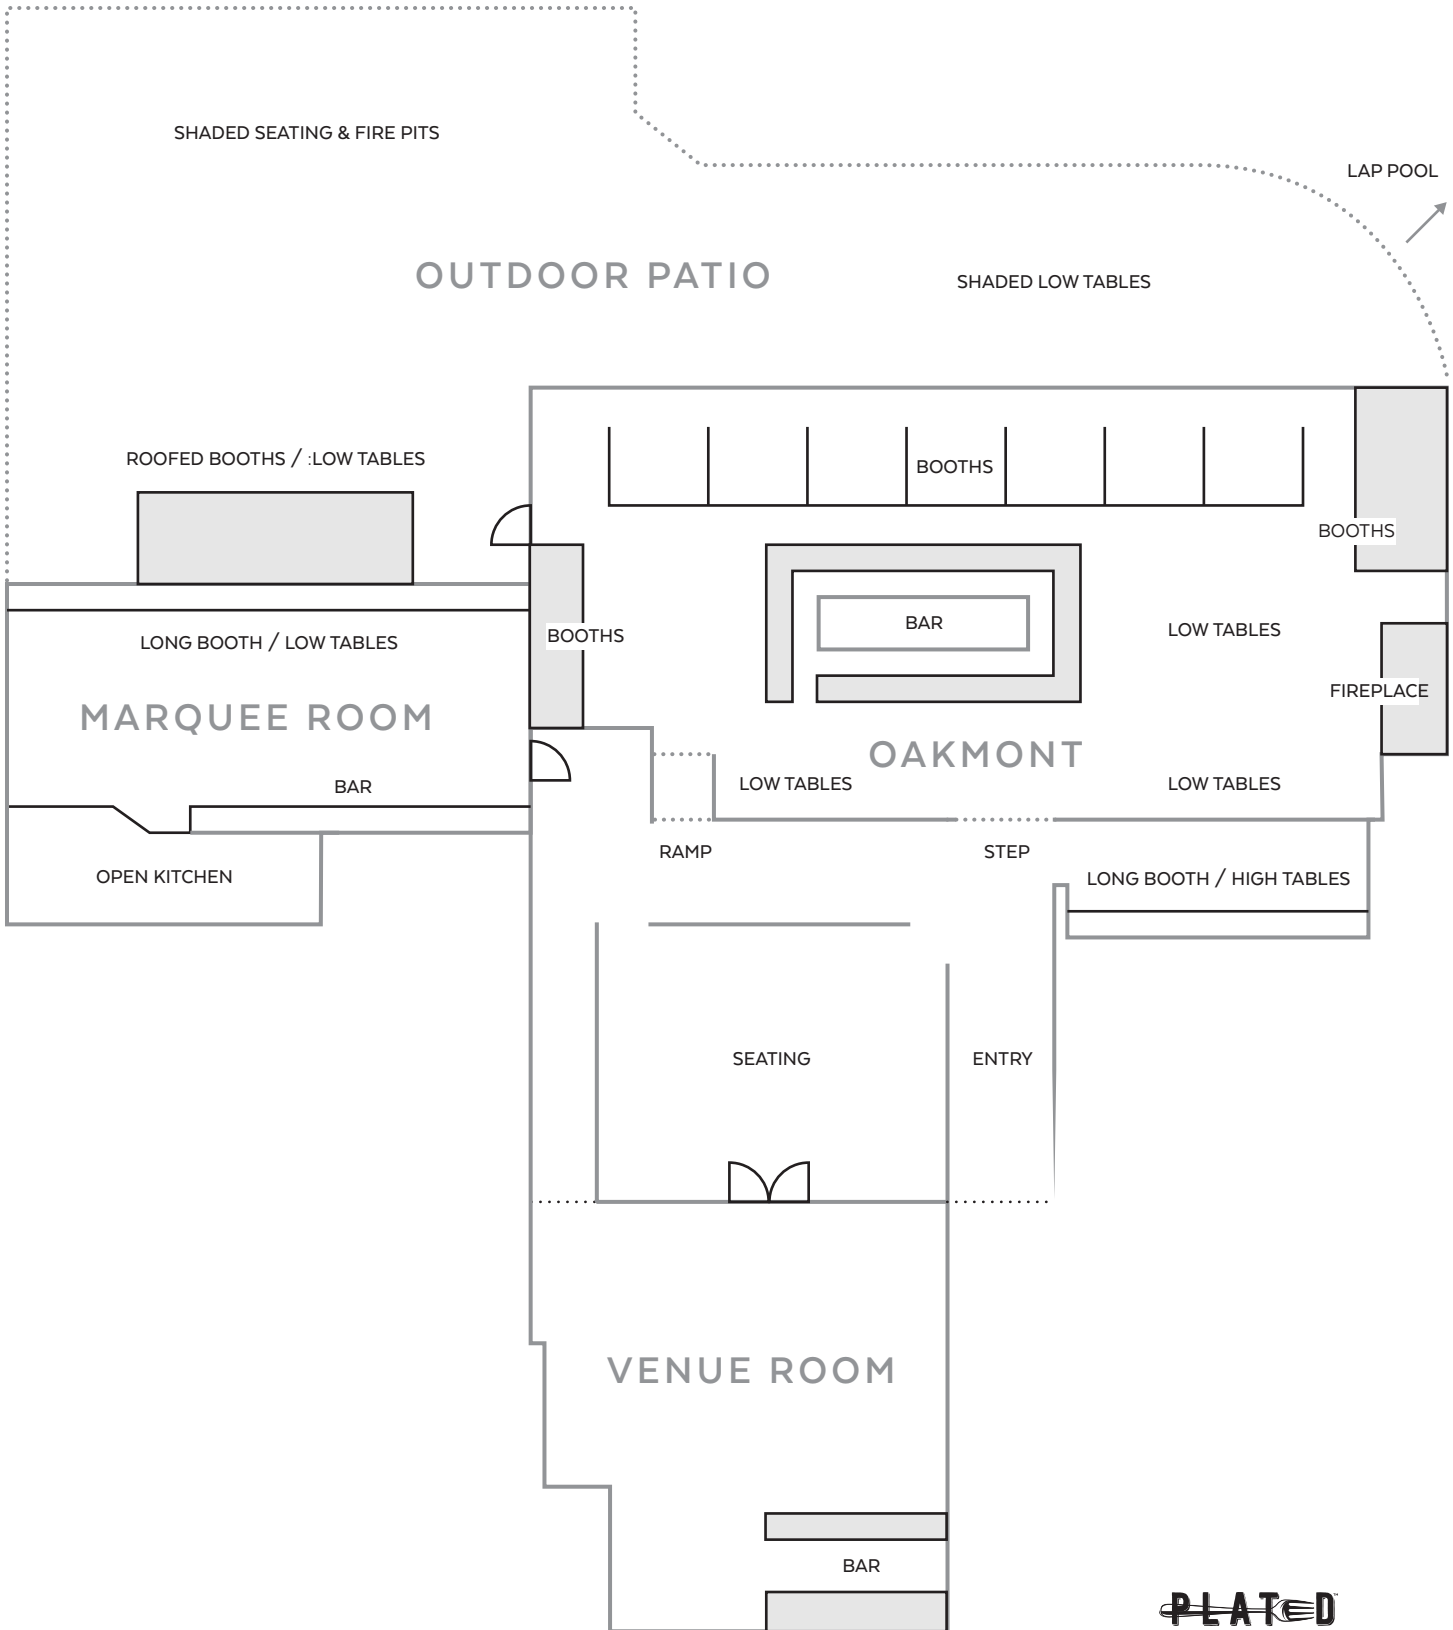 SHADED SEATING & FIRE PITS
LAP POOL
OUTDOOR PATIO
SHADED LOW TABLES
ROOFED BOOTHS / :LOW TABLES
BOOTHS
BOOTHS
BAR
LOW TABLES
BOOTHS
LONG BOOTH / LOW TABLES
FIREPLACE
MARQUEE ROOM
OAKMONT
BAR
LOW TABLES
LOW TABLES
RAMP
STEP
OPEN KITCHEN
LONG BOOTH / HIGH TABLES
SEATING
ENTRY
VENUE ROOM
BAR
PLATED™